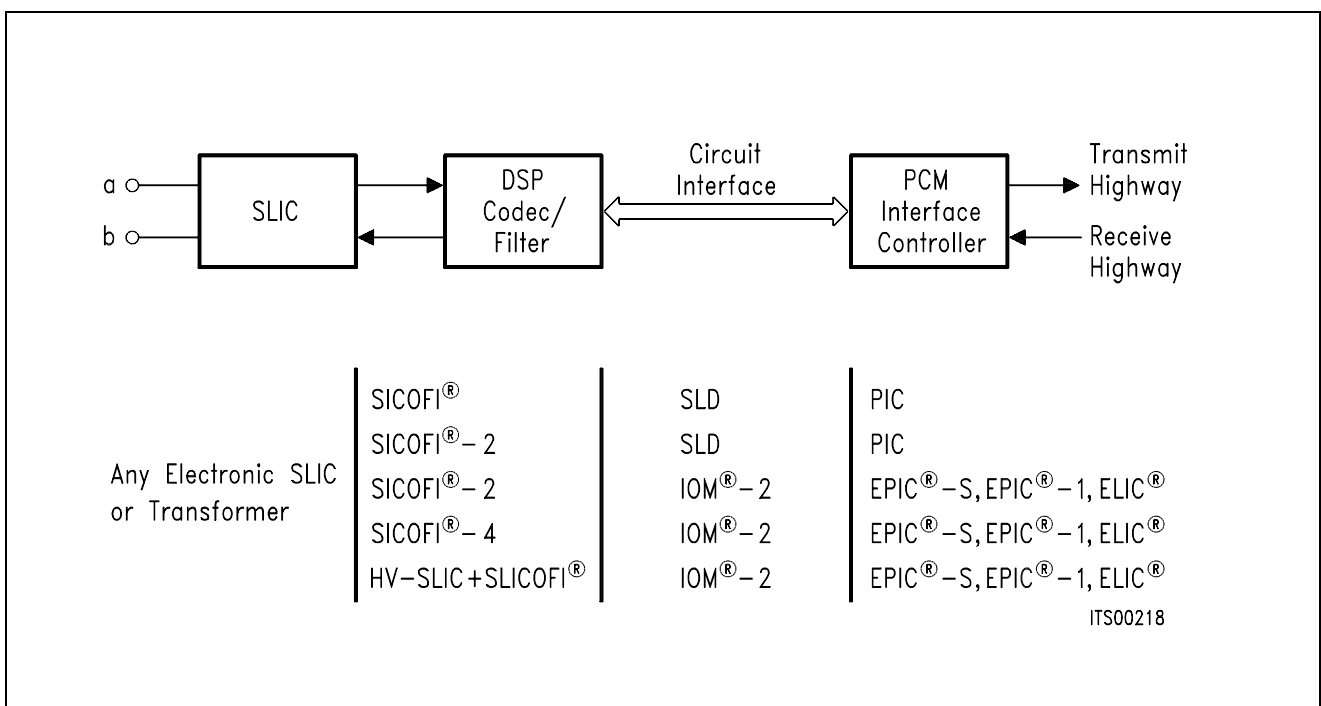 a
b
SLIC
DSP
Codec/
Filter
Circuit
Interface
PCM
Interface
Controller
Transmit
Highway
Receive
Highway
Any Electronic SLIC
or Transformer
SICOFI® SLD PIC
SICOFI®-2 SLD PIC
SICOFI®-2 IOM®-2 EPIC®-S, EPIC®-1, ELIC®
SICOFI®-4 IOM®-2 EPIC®-S, EPIC®-1, ELIC®
HV-SLIC+SLICOFI® IOM®-2 EPIC®-S, EPIC®-1, ELIC®
ITS00218